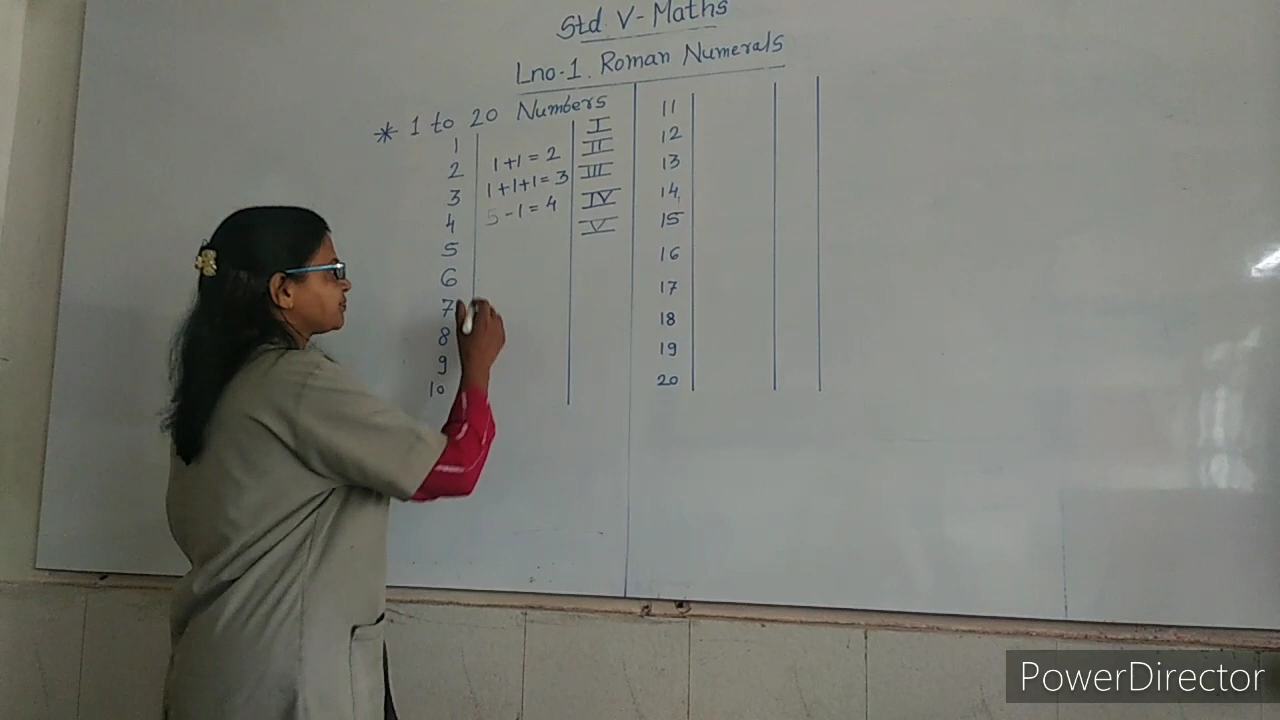 Std V - Maths
Lno-1. Roman Numerals
* 1 to 20 Numbers
1 I
2 1+1=2 II
3 1+1+1=3 III
4 5-1=4 IV
5 V
6
7
8
9
10
11
12
13
14
15
16
17
18
19
20
PowerDirector